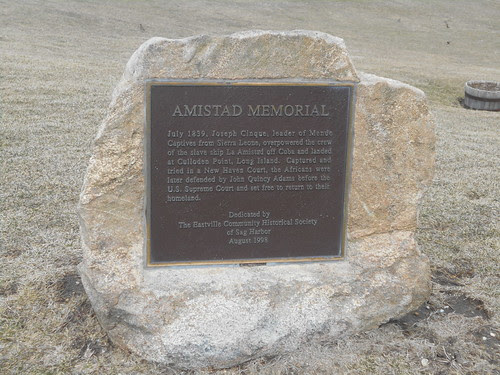 AMISTAD MEMORIAL
July 1839, Joseph Cinque, leader of Mende
Captives from Sierra Leone, overpowered the crew
of the slave ship La Amistad off Cuba and landed
at Culloden Point, Long Island. Captured and
tried in a New Haven Court, the Africans were
later defended by John Quincy Adams before the
U.S. Supreme Court and set free to return to their
homeland.
Dedicated by
The Eastville Community Historical Society
of Sag Harbor
August 1998